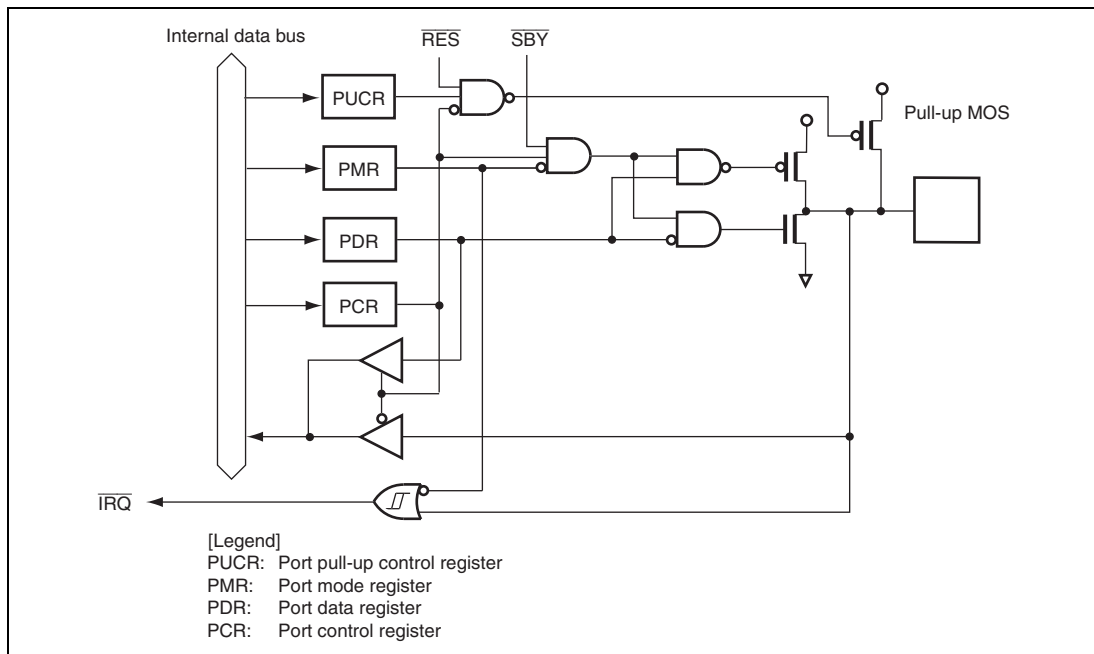 Internal data bus
RES
SBY
PUCR
Pull-up MOS
PMR
PDR
PCR
IRQ
[Legend]
PUCR: Port pull-up control register
PMR: Port mode register
PDR: Port data register
PCR: Port control register